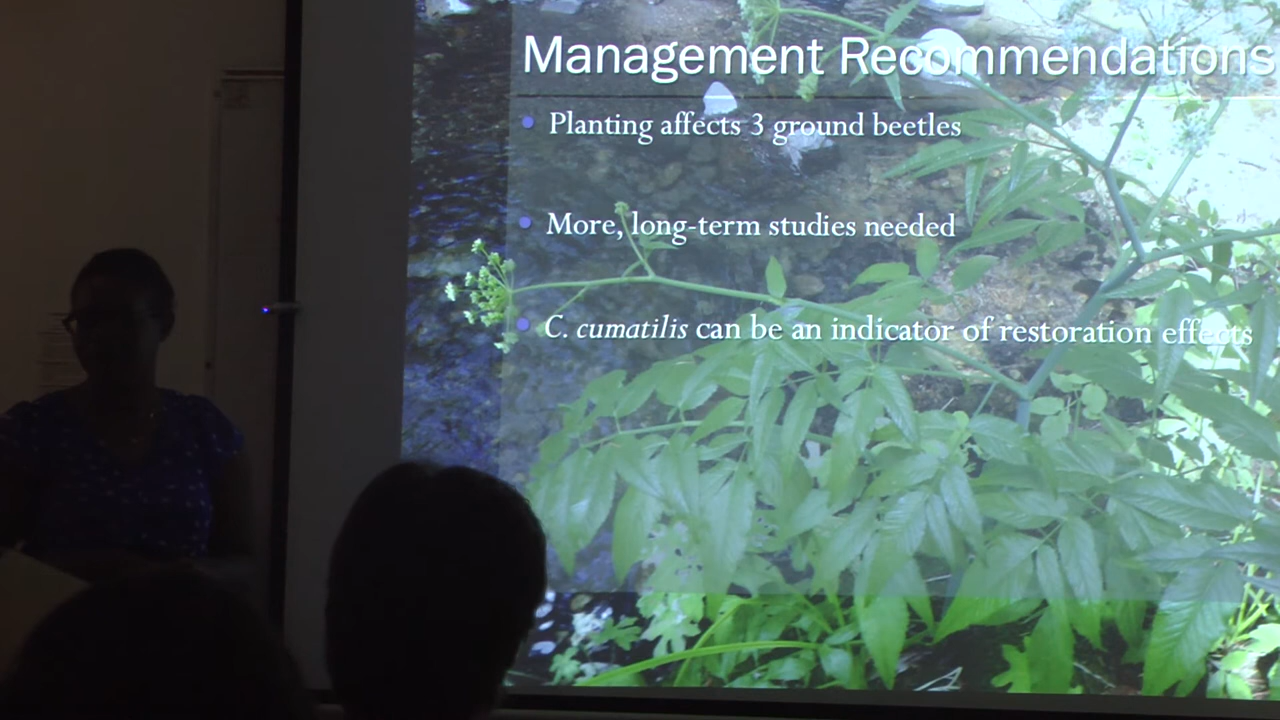 Management Recommendations
Planting affects 3 ground beetles
More, long-term studies needed
C. cumatilis can be an indicator of restoration effects